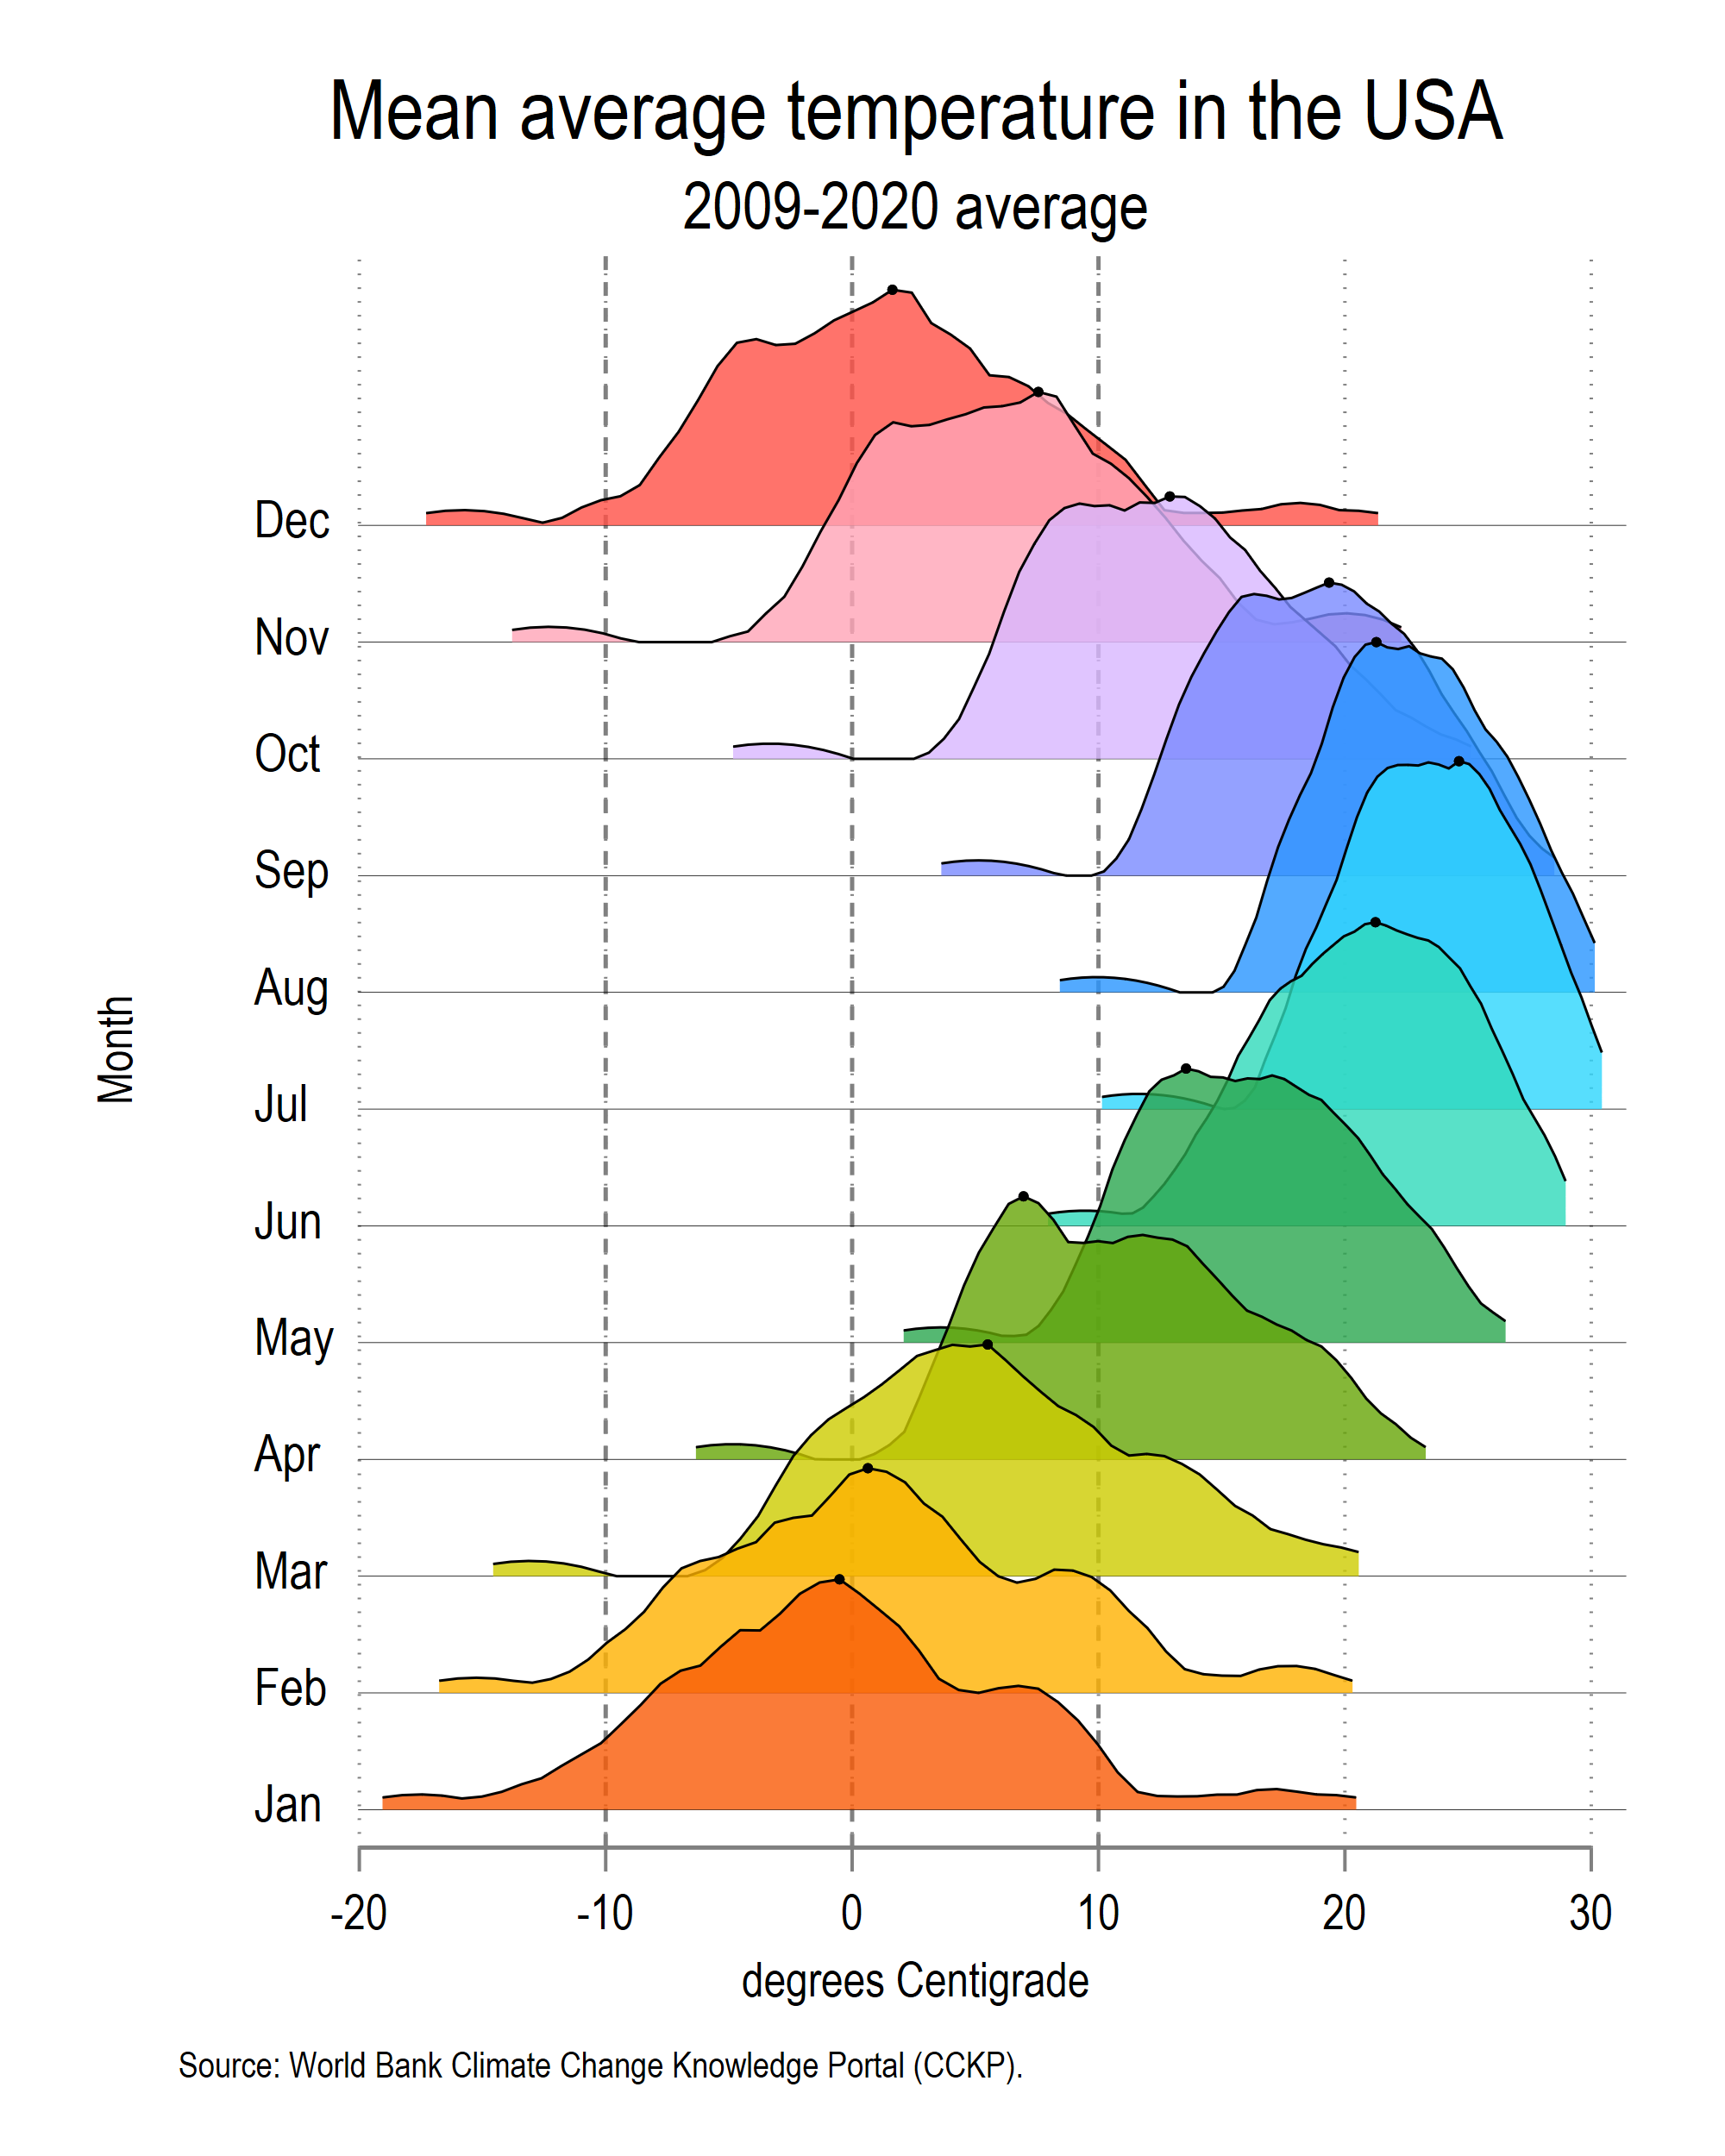 Mean average temperature in the USA
2009-2020 average
Month
Dec
Nov
Oct
Sep
Aug
Jul
Jun
May
Apr
Mar
Feb
Jan
-20 -10 0 10 20 30
degrees Centigrade
Source: World Bank Climate Change Knowledge Portal (CCKP).